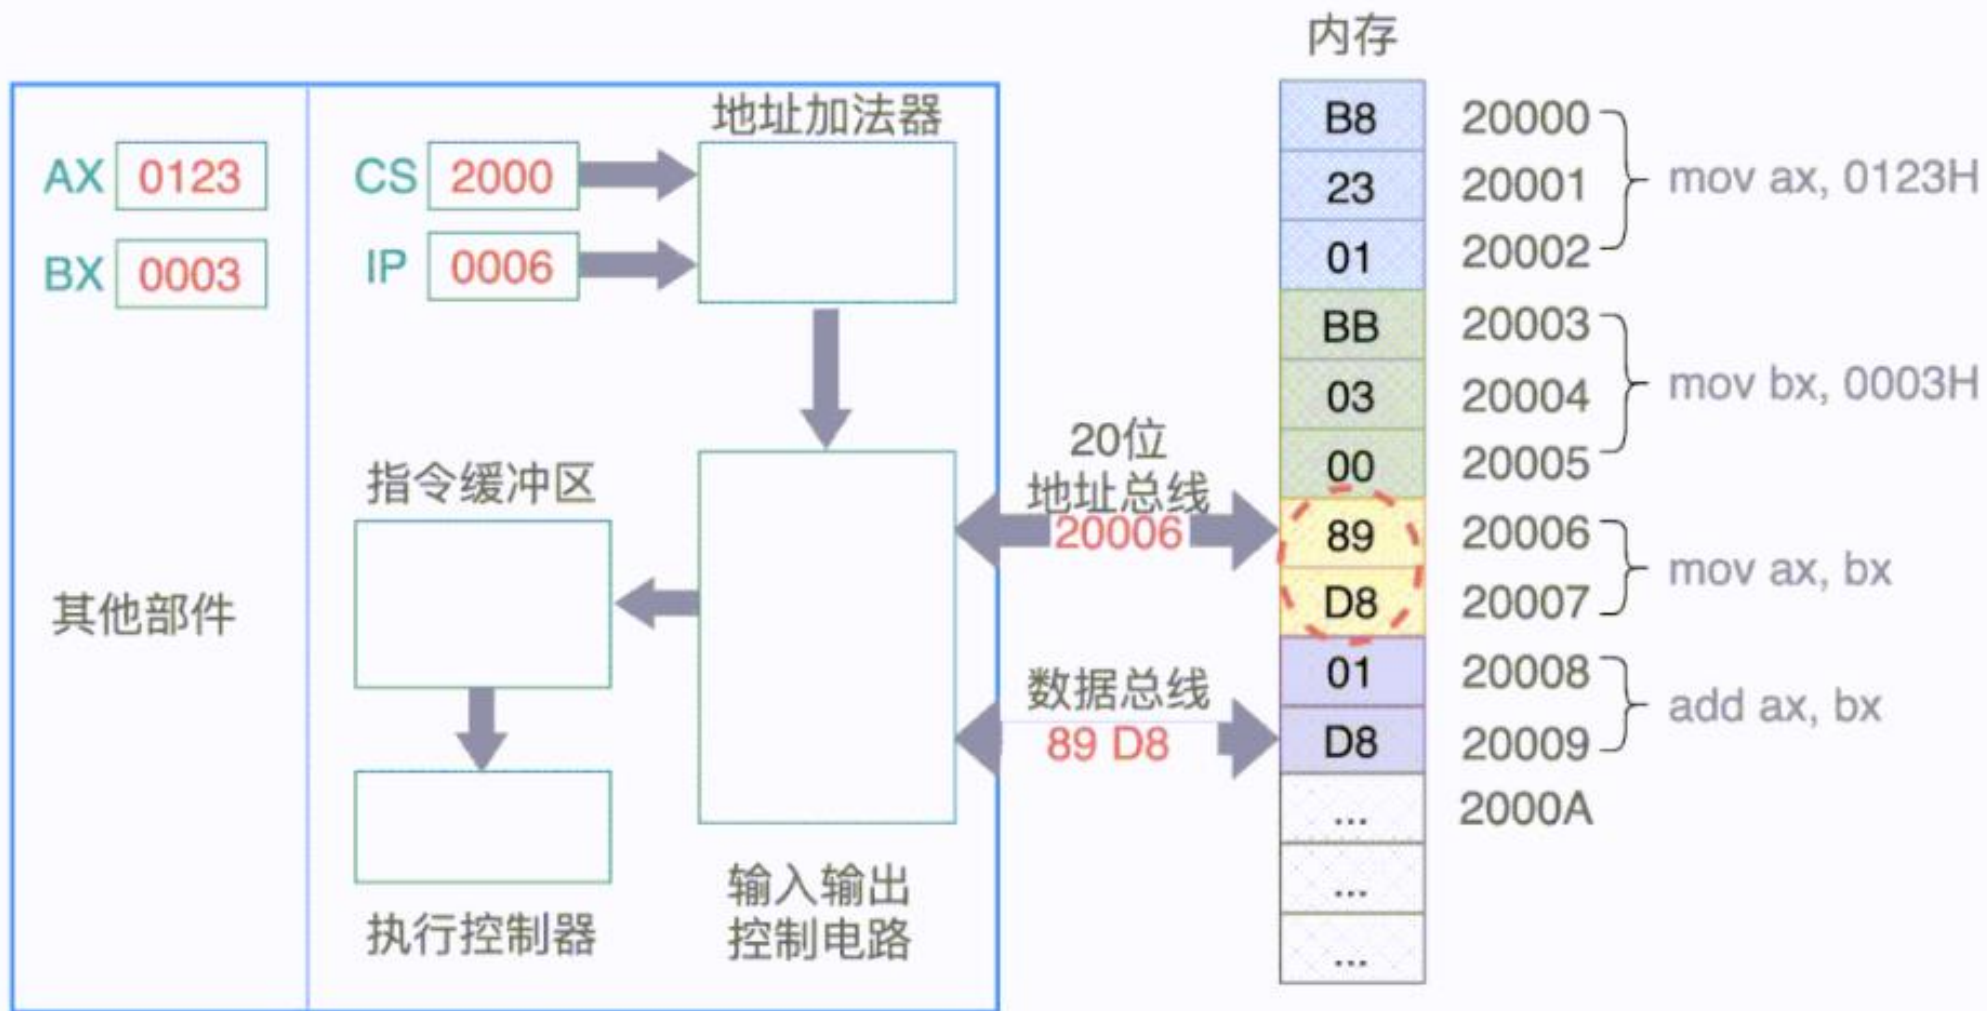 内存
地址加法器
AX 0123
CS 2000
BX 0003
IP 0006
B8 20000
23 20001 mov ax, 0123H
01 20002
BB 20003
03 20004 mov bx, 0003H
00 20005
20位
地址总线
20006
指令缓冲区
89 20006
mov ax, bx
D8 20007
其他部件
数据总线
89 D8
01 20008
add ax, bx
D8 20009
... 2000A
...
...
执行控制器
输入输出
控制电路